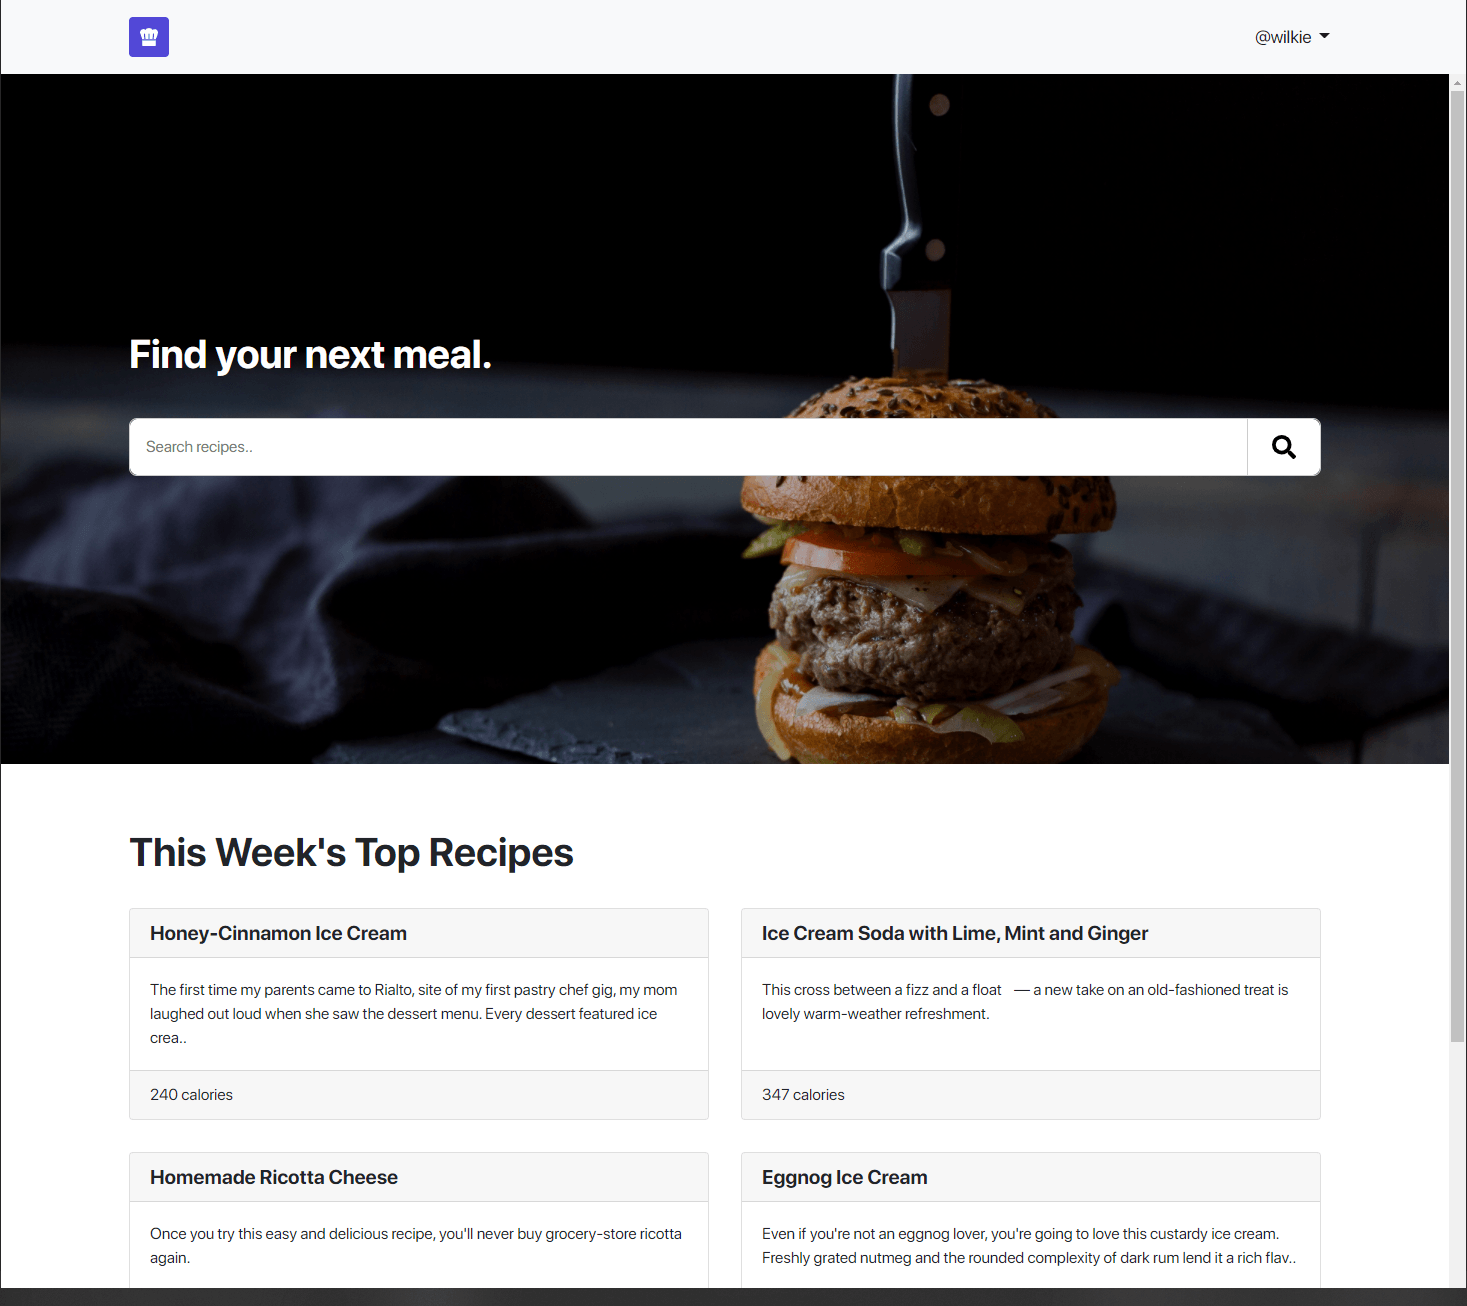 @wilkie
Find your next meal.
Search recipes..
This Week's Top Recipes
Honey-Cinnamon Ice Cream
The first time my parents came to Rialto, site of my first pastry chef gig, my mom
laughed out loud when she saw the dessert menu. Every dessert featured ice
crea..
240 calories
Ice Cream Soda with Lime, Mint and Ginger
This cross between a fizz and a float — a new take on an old-fashioned treat is
lovely warm-weather refreshment.
347 calories
Homemade Ricotta Cheese
Once you try this easy and delicious recipe, you'll never buy grocery-store ricotta
again.
Eggnog Ice Cream
Even if you're not an eggnog lover, you're going to love this custardy ice cream.
Freshly grated nutmeg and the rounded complexity of dark rum lend it a rich flav..